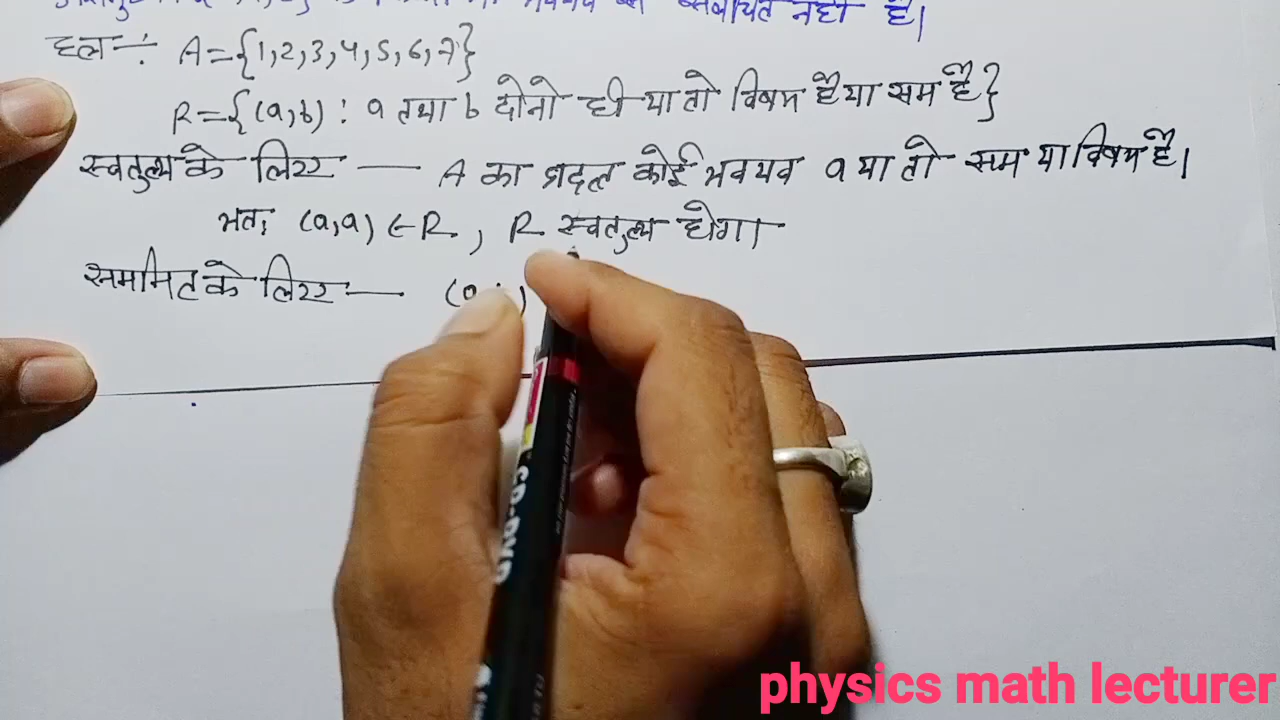 नहीं है।
हल :- A={1,2,3,4,5,6,7}
R={(a,b) : a तथा b दोनो ही या तो विषम है या सम है}
स्वतुल्य के लिए — A का प्रदत्त कोई अवयव a या तो सम या विषम है।
अतः (a,a) ∈ R, R स्वतुल्य होगा
सममित के लिए — (a
physics math lecturer